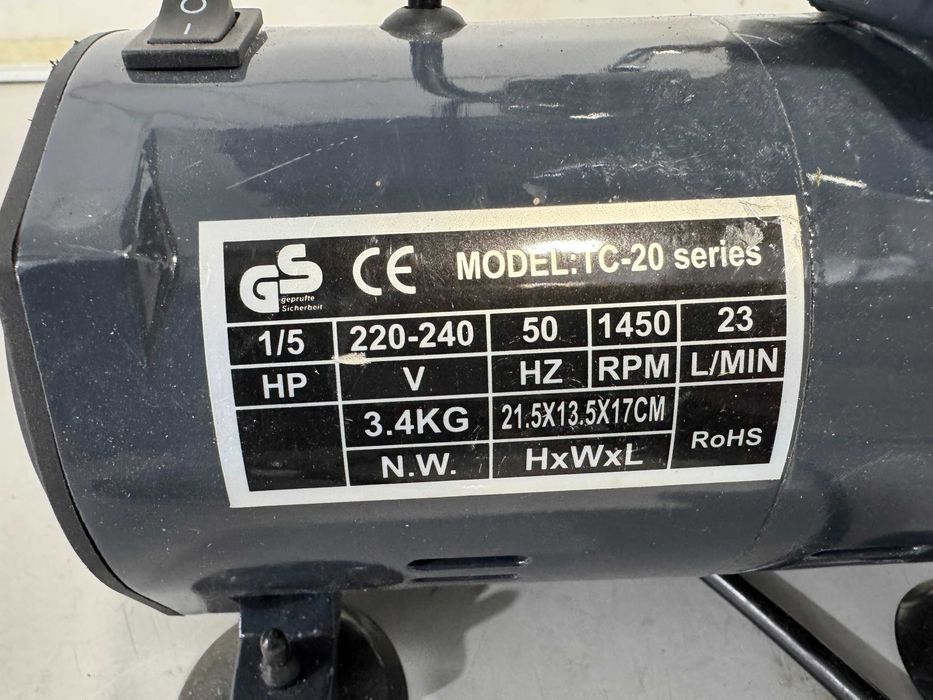 O
I
GS
geprufte
Sicherheit
CE
MODEL:TC-20 series
1/5 220-240 50 1450 23
HP V HZ RPM L/MIN
3.4KG 21.5X13.5X17CM
RoHS
N.W. HxWxL